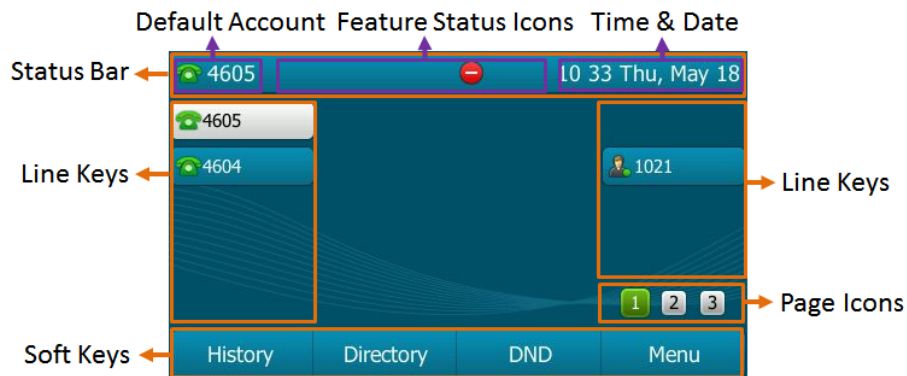 Default Account Feature Status Icons Time & Date
Status Bar 4605 10 33 Thu, May 18
4605
Line Keys 4604 1021 Line Keys
1 2 3 Page Icons
Soft Keys History Directory DND Menu